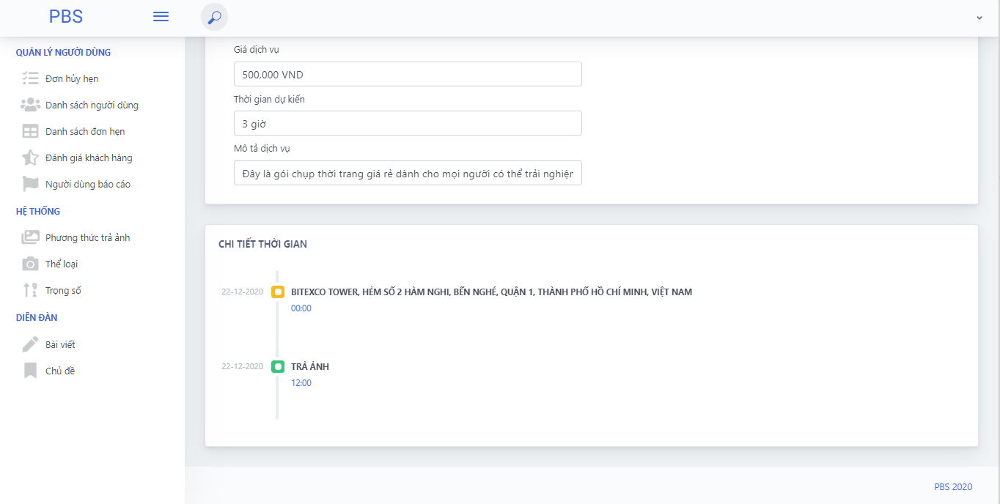 PBS
QUẢN LÝ NGƯỜI DÙNG
Đơn hủy hẹn
Danh sách người dùng
Danh sách đơn hẹn
Đánh giá khách hàng
Người dùng báo cáo
HỆ THỐNG
Phương thức trả ảnh
Thể loại
Trọng số
DIỄN ĐÀN
Bài viết
Chủ đề
Giá dịch vụ
500,000 VND
Thời gian dự kiến
3 giờ
Mô tả dịch vụ
Đây là gói chụp thời trang giá rẻ dành cho mọi người có thể trải nghiệm
CHI TIẾT THỜI GIAN
22-12-2020
BITEXCO TOWER, HẺM SỐ 2 HÀM NGHI, BẾN NGHÉ, QUẬN 1, THÀNH PHỐ HỒ CHÍ MINH, VIỆT NAM
00:00
22-12-2020
TRẢ ẢNH
12:00
PBS 2020